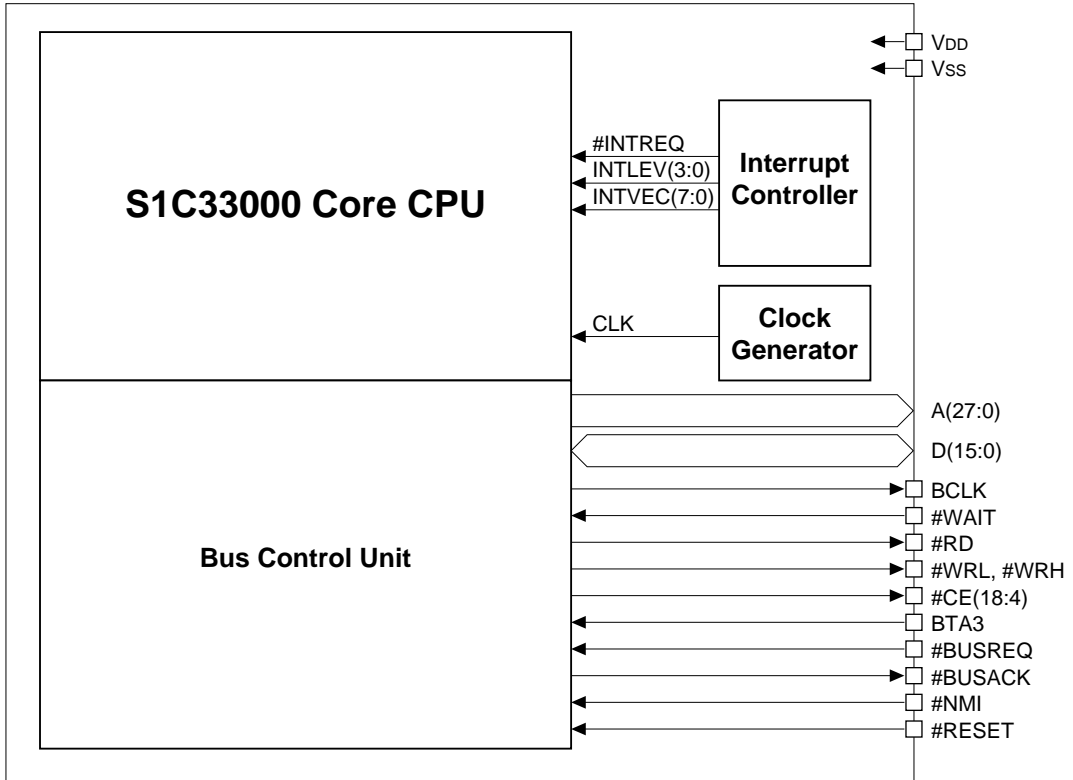 VDD
VSS
S1C33000 Core CPU
#INTREQ
INTLEV(3:0)
INTVEC(7:0)
Interrupt
Controller
CLK
Clock
Generator
Bus Control Unit
A(27:0)
D(15:0)
BCLK
#WAIT
#RD
#WRL, #WRH
#CE(18:4)
BTA3
#BUSREQ
#BUSACK
#NMI
#RESET